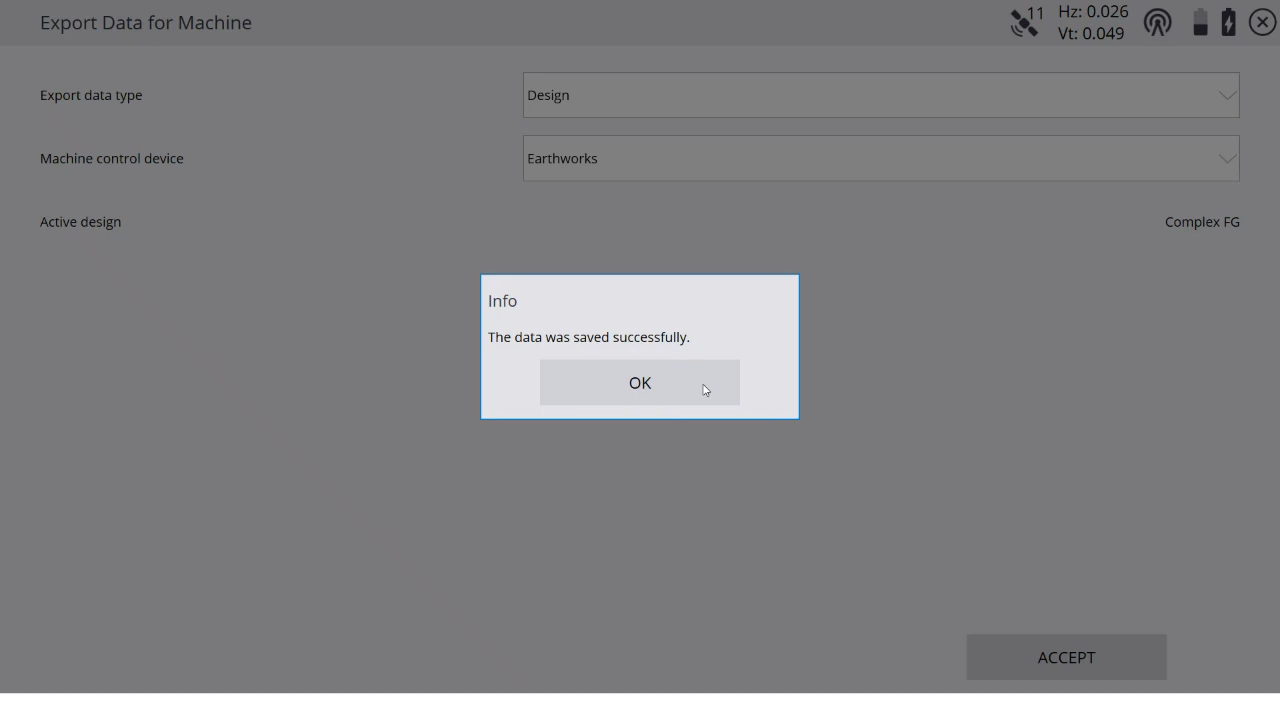 Export Data for Machine
11
Hz: 0.026
Vt: 0.049
Export data type
Design
Machine control device
Earthworks
Active design
Complex FG
Info
The data was saved successfully.
OK
ACCEPT